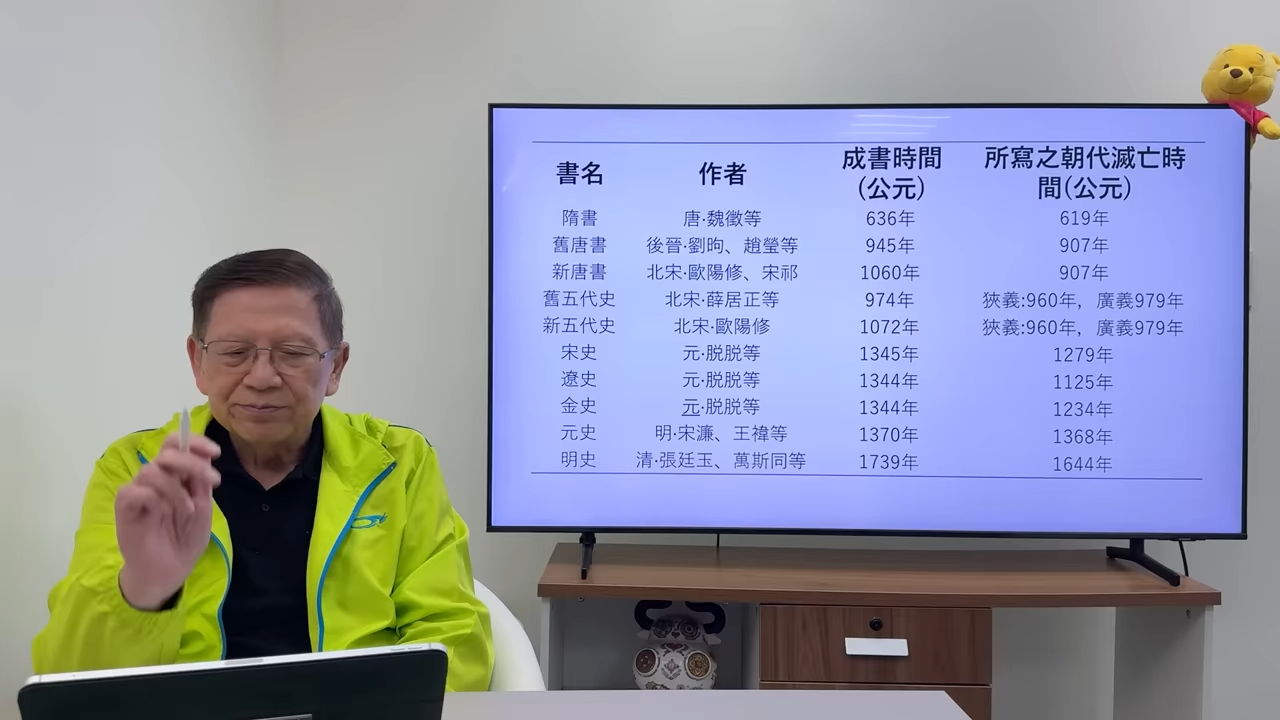 書名 作者 成書時間(公元) 所寫之朝代滅亡時間(公元)
隋書 唐·魏徵等 636年 619年
舊唐書 後晉·劉昫、趙瑩等 945年 907年
新唐書 北宋·歐陽修、宋祁 1060年 907年
舊五代史 北宋·薛居正等 974年 狹義:960年，廣義979年
新五代史 北宋·歐陽修 1072年 狹義:960年，廣義979年
宋史 元·脱脱等 1345年 1279年
遼史 元·脱脱等 1344年 1125年
金史 元·脱脱等 1344年 1234年
元史 明·宋濂、王禕等 1370年 1368年
明史 清·張廷玉、萬斯同等 1739年 1644年